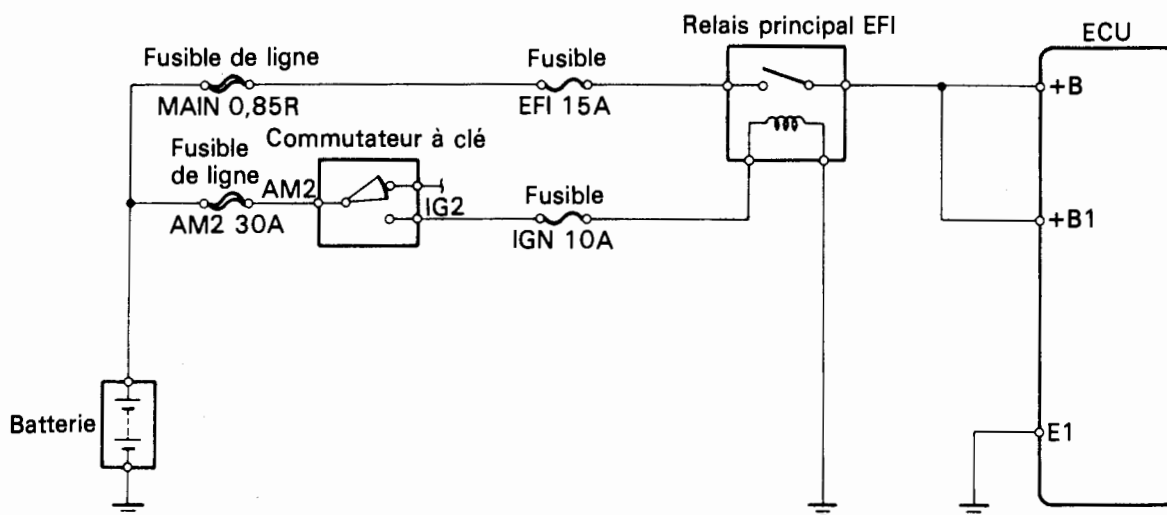 Relais principal EFI
ECU
Fusible de ligne
MAIN 0,85R
Fusible
EFI 15A
+B
Fusible
de ligne
AM2 30A
Commutateur à clé
AM2
IG2
Fusible
IGN 10A
+B1
Batterie
E1